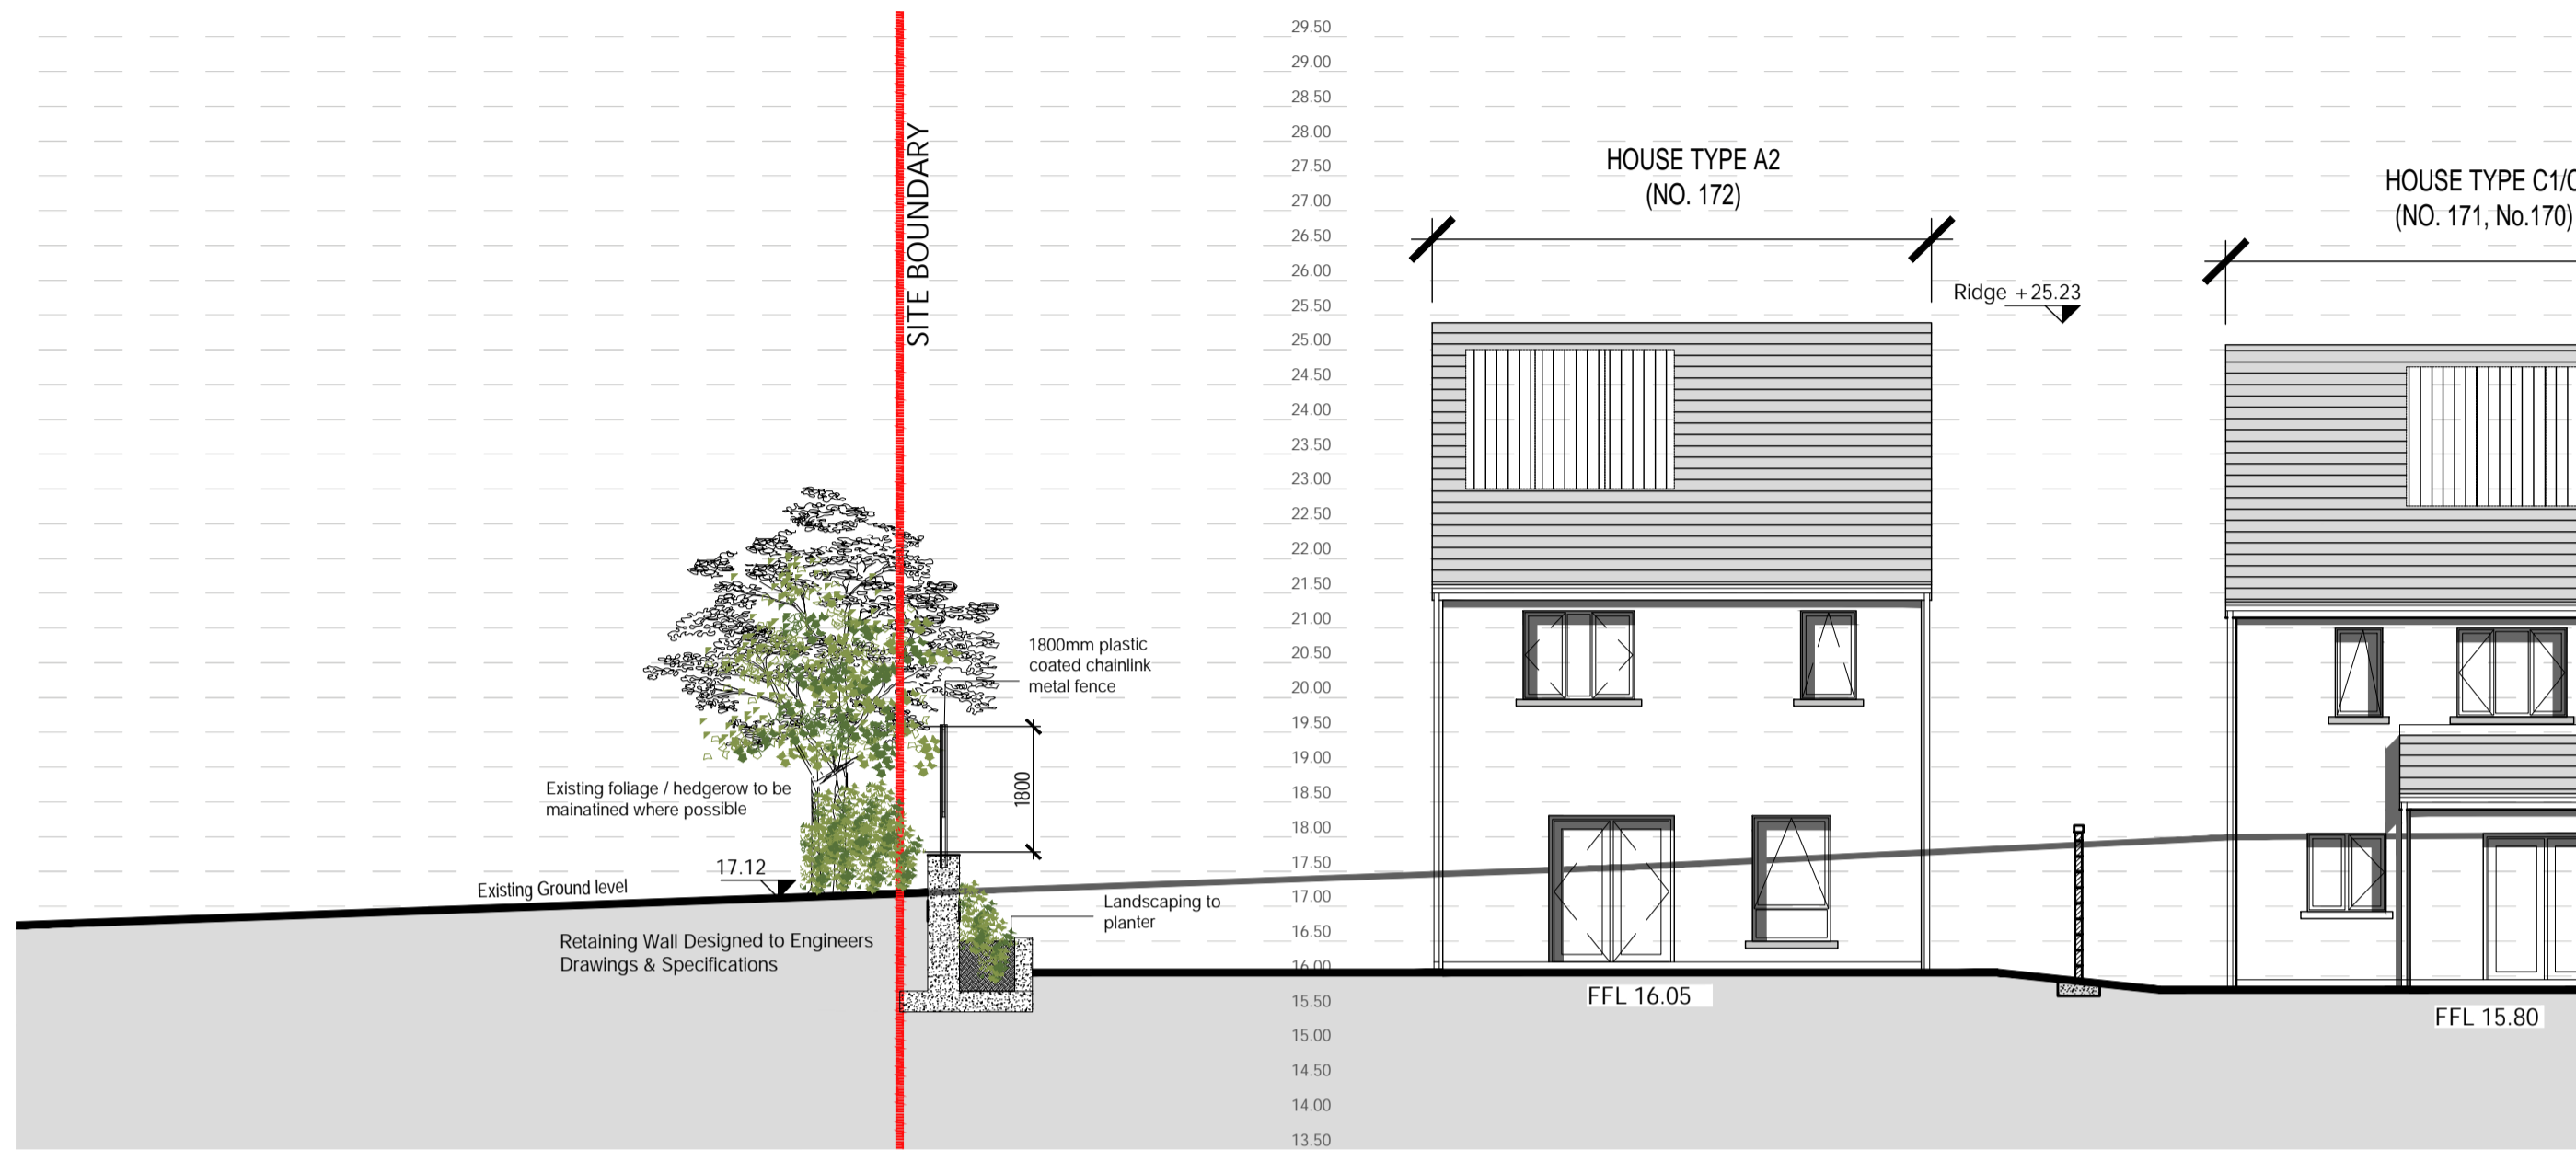 29.50
29.00
28.50
28.00
27.50
27.00
26.50
26.00
25.50
25.00
24.50
24.00
23.50
23.00
22.50
22.00
21.50
21.00
20.50
20.00
19.50
19.00
18.50
18.00
17.50
17.00
16.50
16.00
15.50
15.00
14.50
14.00
13.50
SITE BOUNDARY
HOUSE TYPE A2
(NO. 172)
HOUSE TYPE C1/C
(NO. 171, No.170)
Ridge +25.23
1800mm plastic
coated chainlink
metal fence
1800
Existing foliage / hedgerow to be
mainatined where possible
17.12
Existing Ground level
Landscaping to
planter
Retaining Wall Designed to Engineers
Drawings & Specifications
FFL 16.05
FFL 15.80